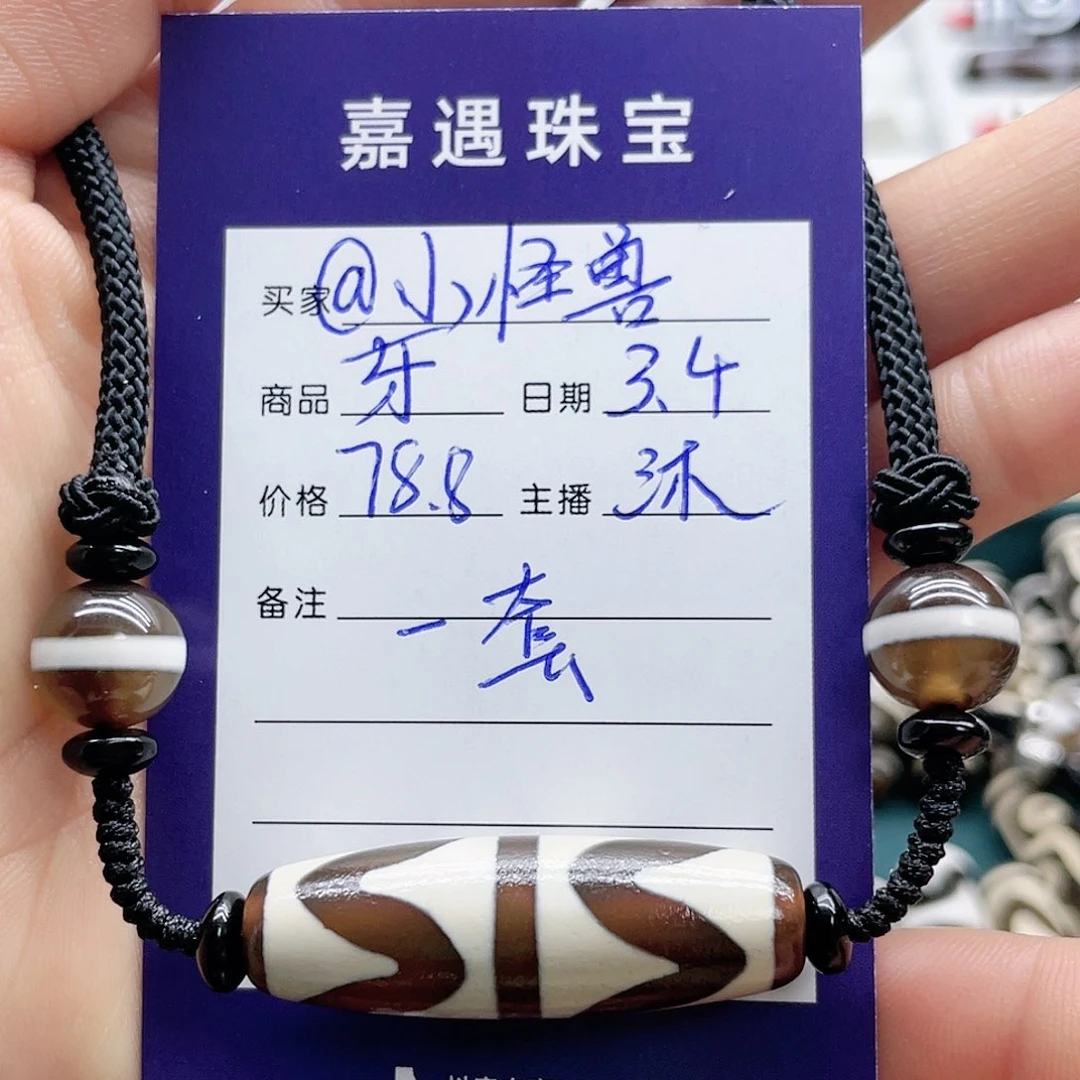 嘉遇珠宝
买家 @小怪兽
商品 牙 日期 3.4
价格 78.8 主播 沐
备注 一套